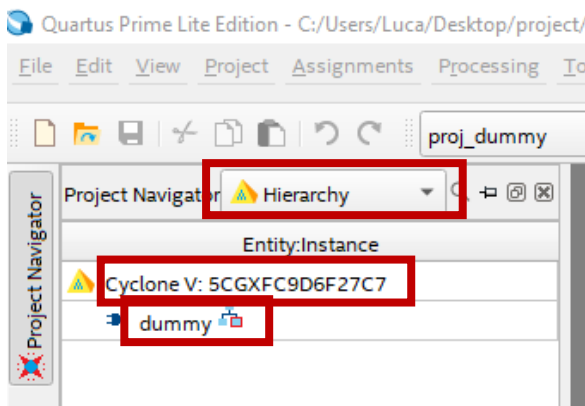 Quartus Prime Lite Edition - C:/Users/Luca/Desktop/project/
File Edit View Project Assignments Processing To
proj_dummy
Project Navigator Hierarchy
Entity:Instance
Cyclone V: 5CGXFC9D6F27C7
dummy
Project Navigator